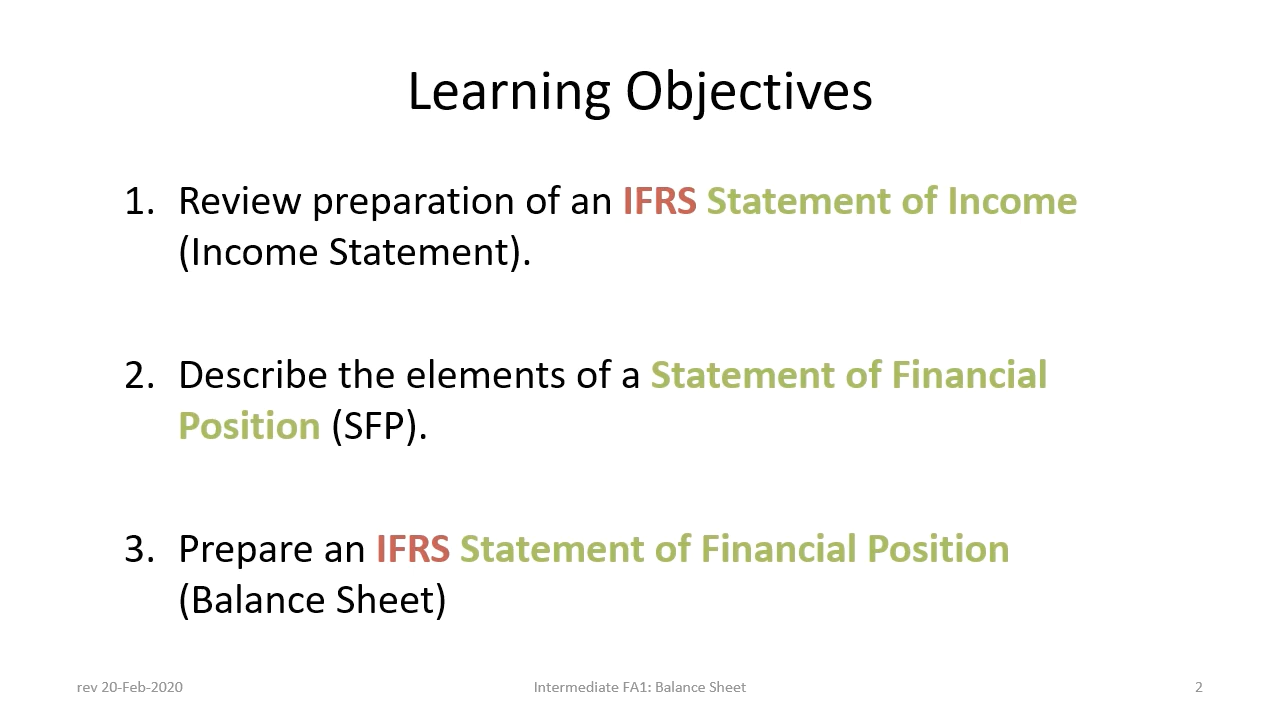 Learning Objectives
1. Review preparation of an IFRS Statement of Income
(Income Statement).
2. Describe the elements of a Statement of Financial
Position (SFP).
3. Prepare an IFRS Statement of Financial Position
(Balance Sheet)
rev 20-Feb-2020
Intermediate FA1: Balance Sheet
2